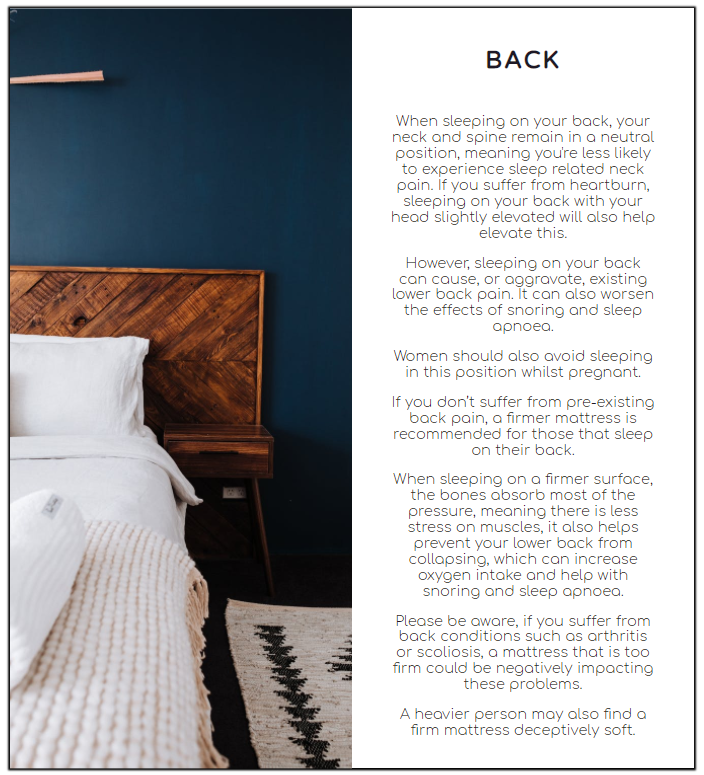 BACK
When sleeping on your back, your
neck and spine remain in a neutral
position, meaning you're less likely
to experience sleep related neck
pain. If you suffer from heartburn,
sleeping on your back with your
head slightly elevated will also help
elevate this.
However, sleeping on your back
can cause, or aggravate, existing
lower back pain. It can also worsen
the effects of snoring and sleep
apnoea.
Women should also avoid sleeping
in this position whilst pregnant.
If you don't suffer from pre-existing
back pain, a firmer mattress is
recommended for those that sleep
on their back.
When sleeping on a firmer surface,
the bones absorb most of the
pressure, meaning there is less
stress on muscles, it also helps
prevent your lower back from
collapsing, which can increase
oxygen intake and help with
snoring and sleep apnoea.
Please be aware, if you suffer from
back conditions such as arthritis
or scoliosis, a mattress that is too
firm could be negatively impacting
these problems.
A heavier person may also find a
firm mattress deceptively soft.